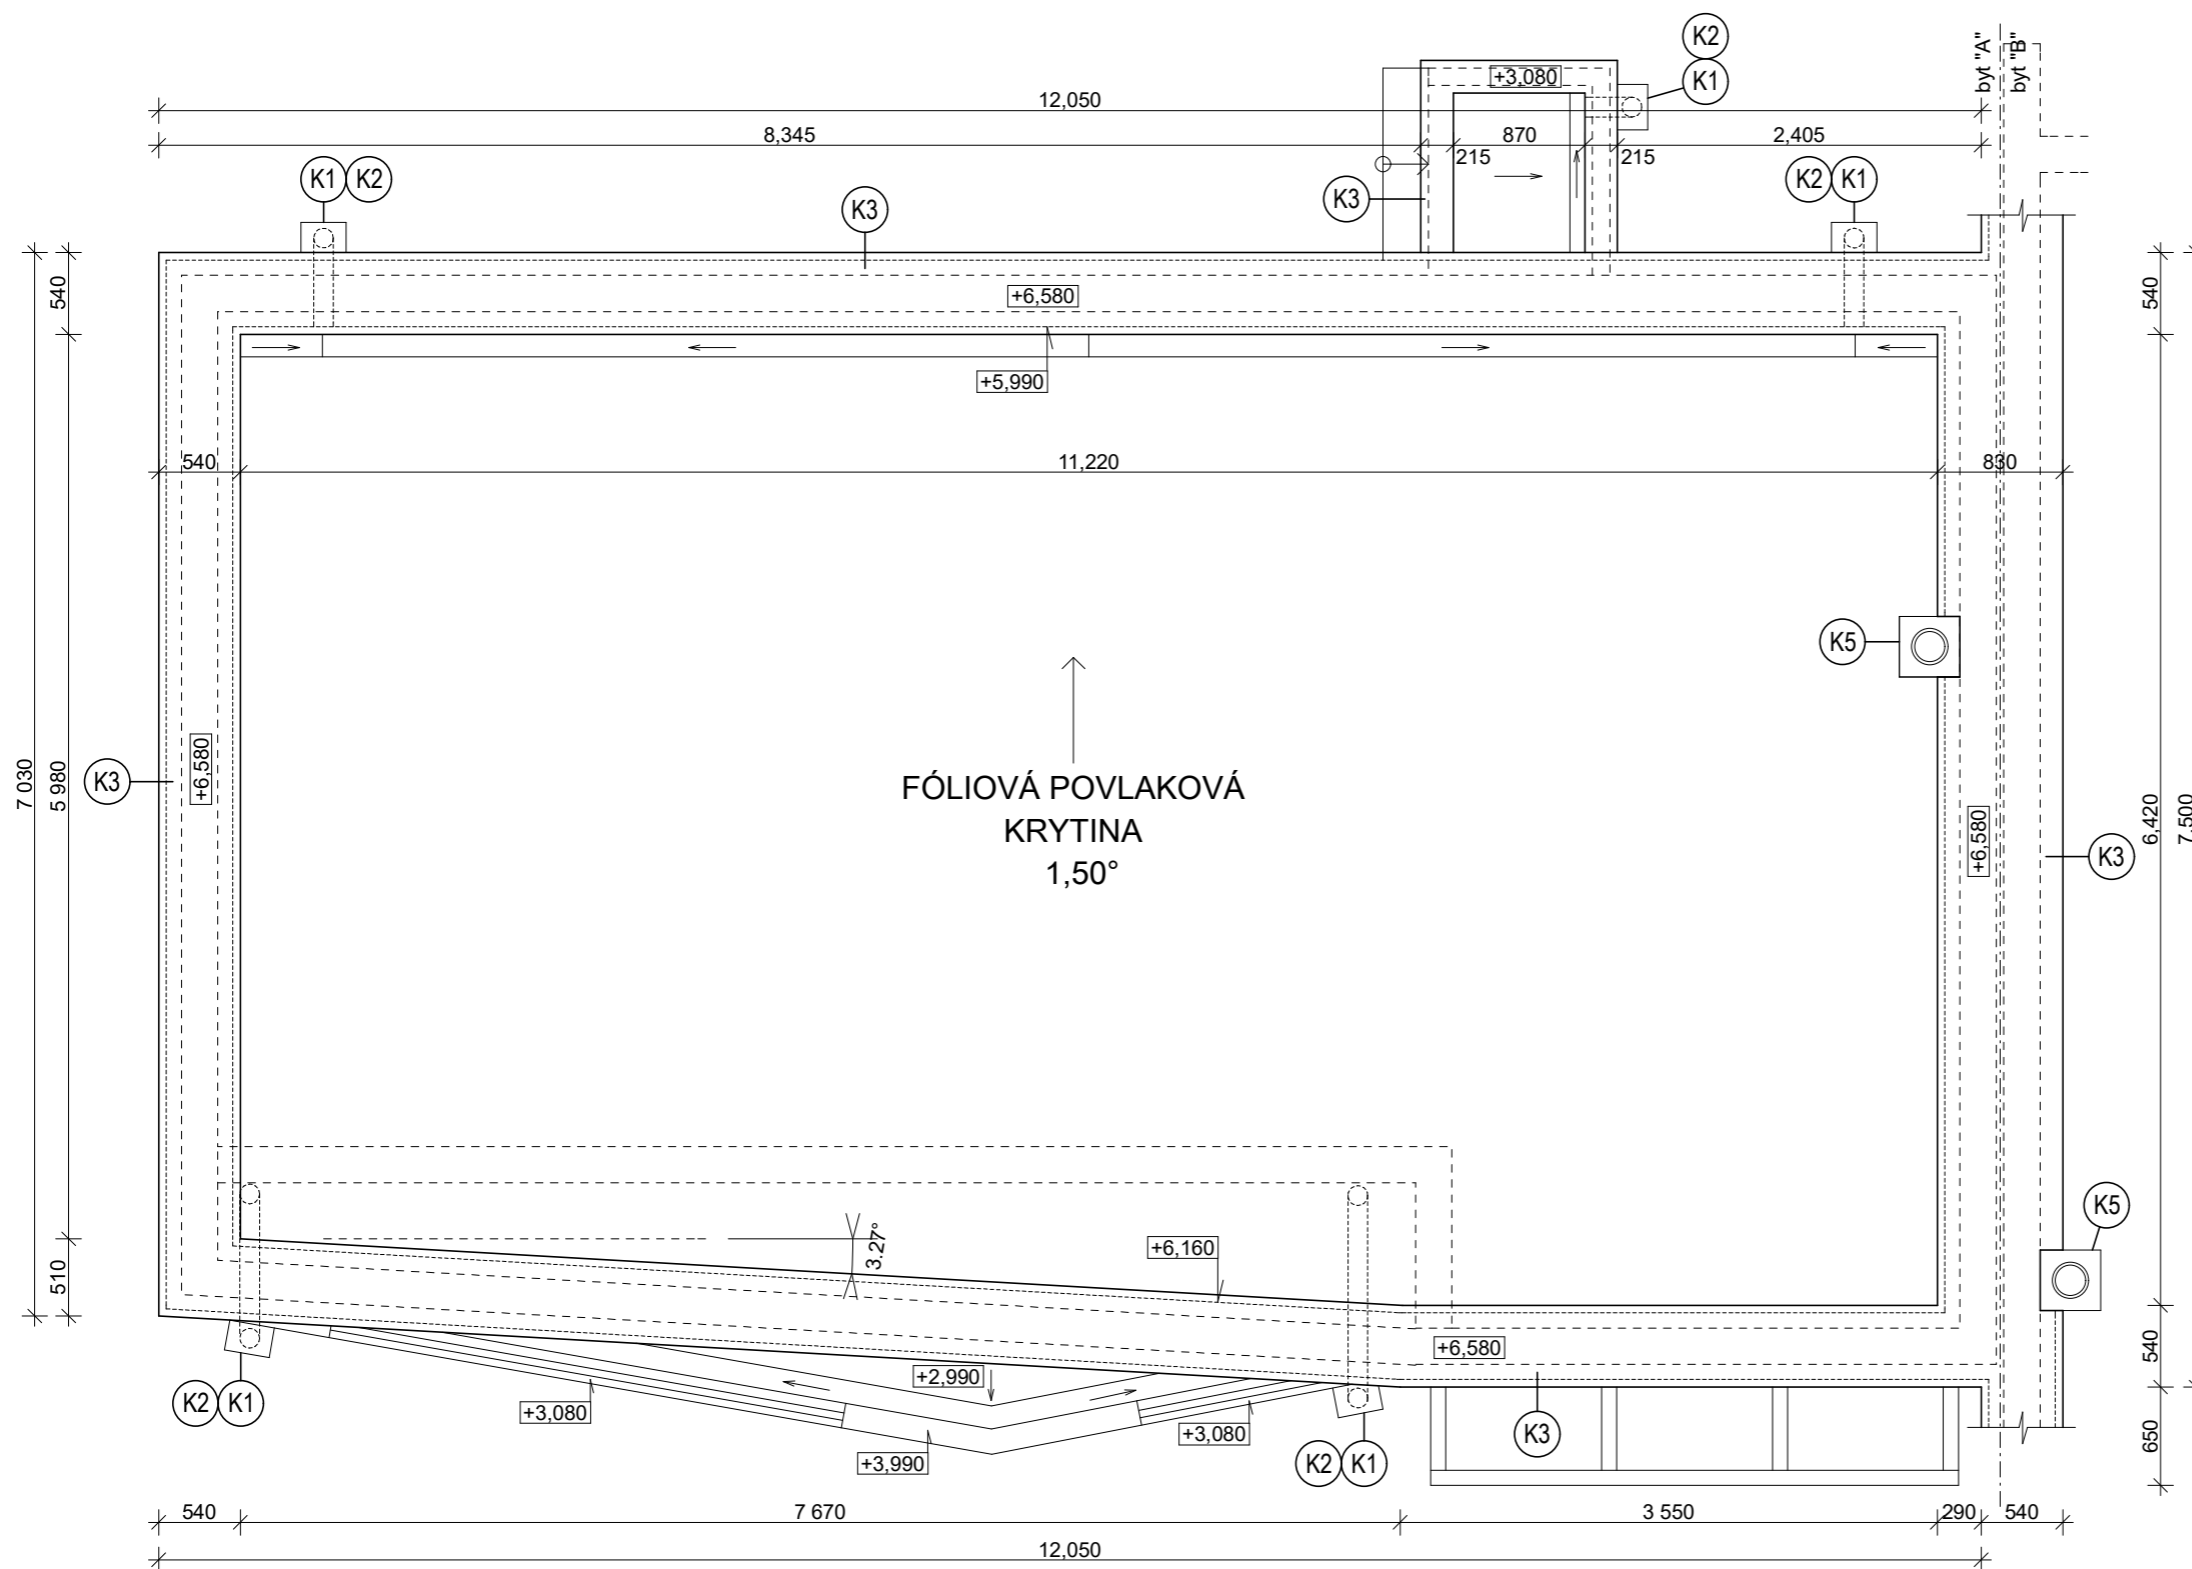 K2
K1
byt "A"
byt "B"
+3,080
12,050
8,345
215
870
215
2,405
K1 K2
K3
K3
K2 K1
540
+6,580
540
+5,990
540
11,220
830
K5
FÓLIOVÁ POVLAKOVÁ
KRYTINA
1,50°
7 030
5 980
K3
+6,580
+6,580
6,420
7,500
K3
K5
3.27°
+6,160
510
+6,580
540
+2,990
K2 K1
+3,080
+3,990
+3,080
K2 K1
K3
650
540
7 670
3 550
290
540
12,050